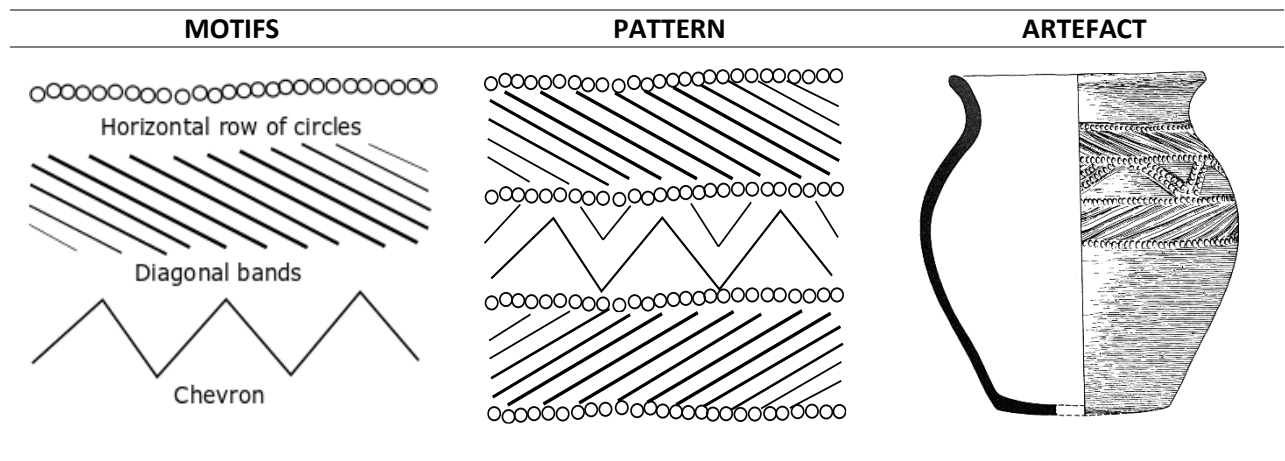 MOTIFS PATTERN ARTEFACT
Horizontal row of circles
Diagonal bands
Chevron